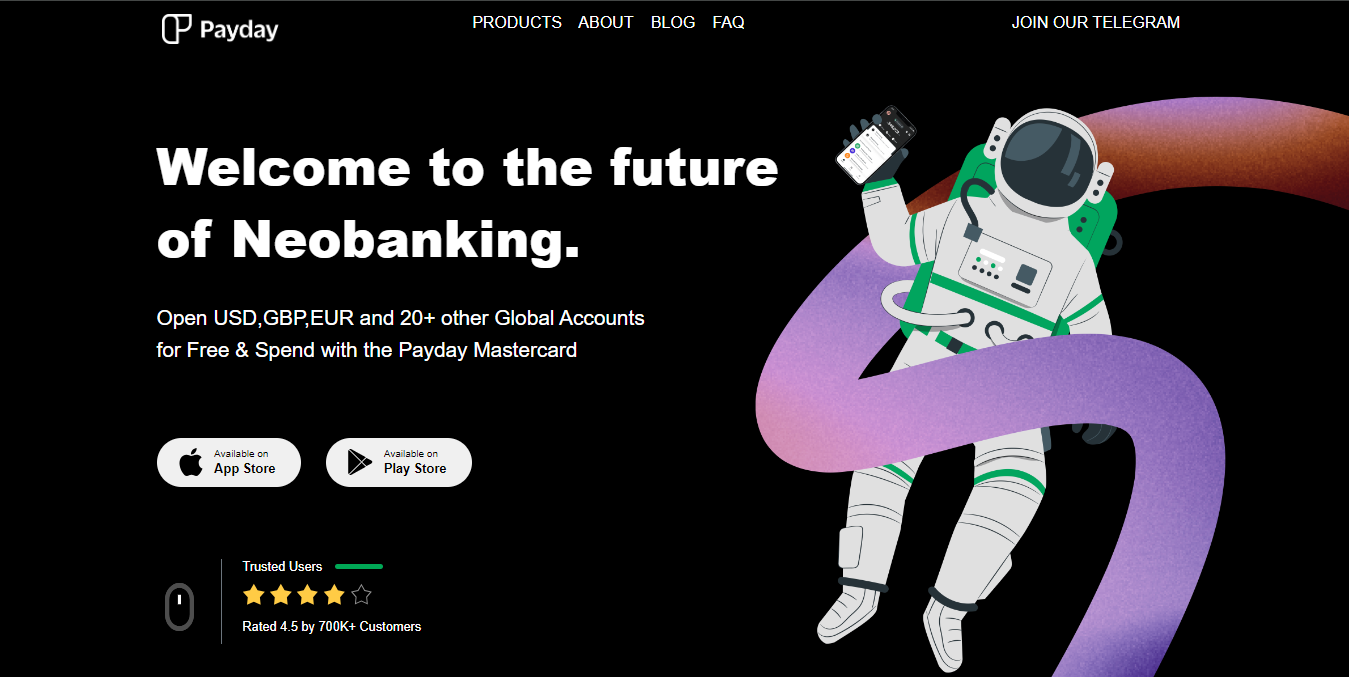 Payday
PRODUCTS ABOUT BLOG FAQ
JOIN OUR TELEGRAM
Welcome to the future
of Neobanking.
Open USD,GBP,EUR and 20+ other Global Accounts
for Free & Spend with the Payday Mastercard
Available on
App Store
Available on
Play Store
Trusted Users
Rated 4.5 by 700K+ Customers